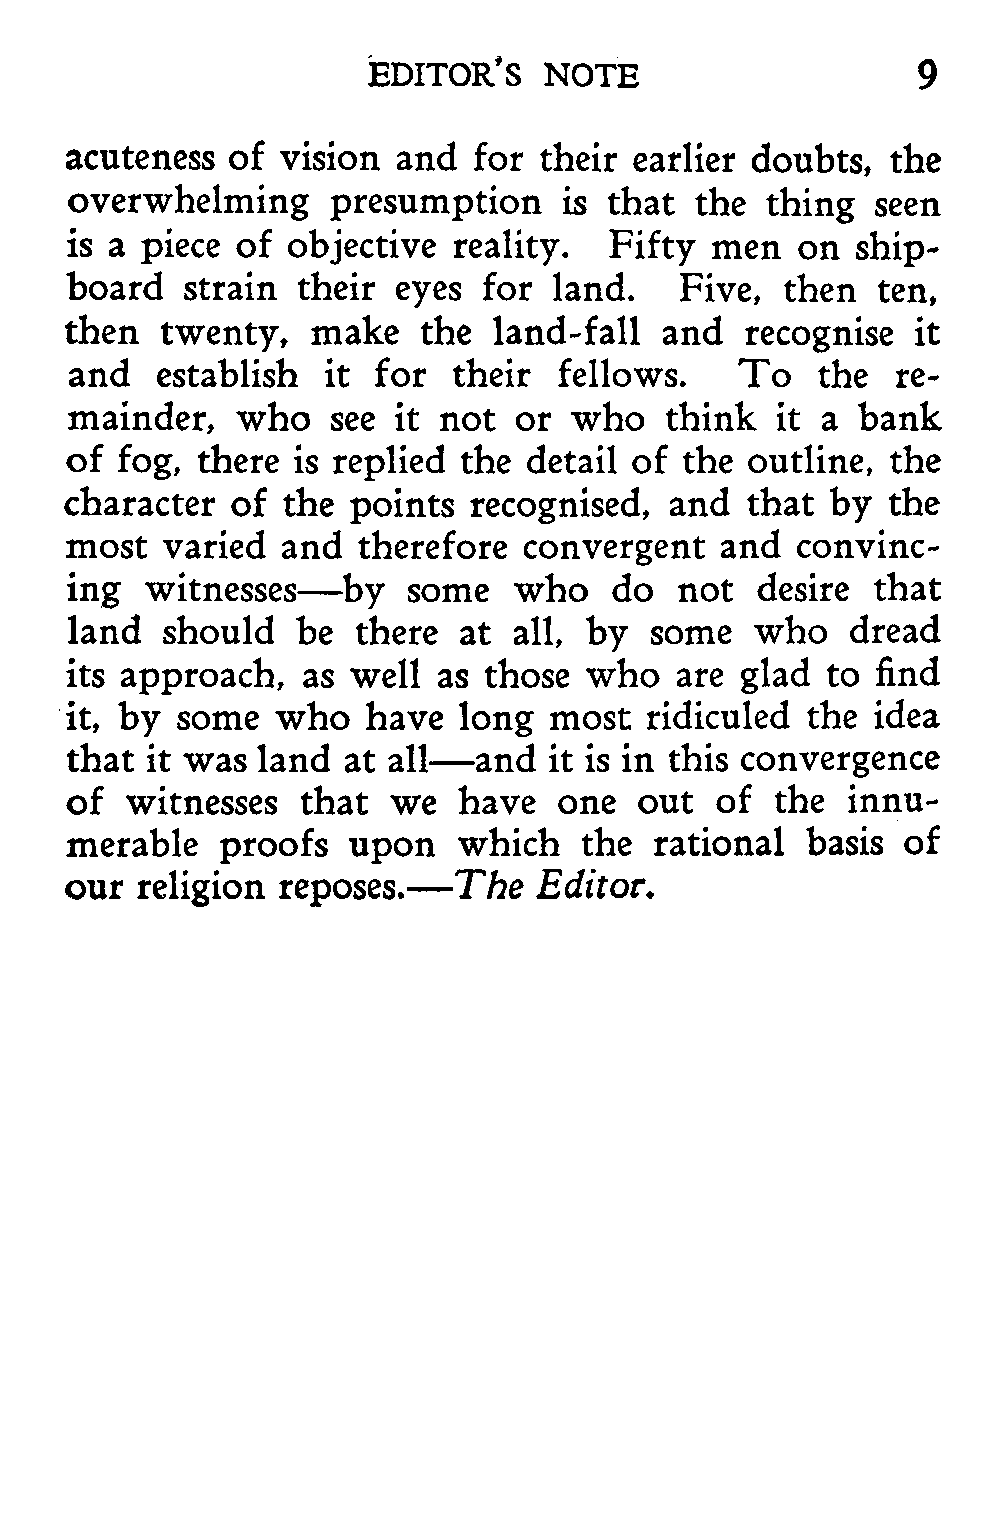 EDITOR'S NOTE 9
acuteness of vision and for their earlier doubts, the
overwhelming presumption is that the thing seen
is a piece of objective reality. Fifty men on ship-
board strain their eyes for land. Five, then ten,
then twenty, make the land-fall and recognise it
and establish it for their fellows. To the re-
mainder, who see it not or who think it a bank
of fog, there is replied the detail of the outline, the
character of the points recognised, and that by the
most varied and therefore convergent and convinc-
ing witnesses—by some who do not desire that
land should be there at all, by some who dread
its approach, as well as those who are glad to find
it, by some who have long most ridiculed the idea
that it was land at all—and it is in this convergence
of witnesses that we have one out of the innu-
merable proofs upon which the rational basis of
our religion reposes.—The Editor.